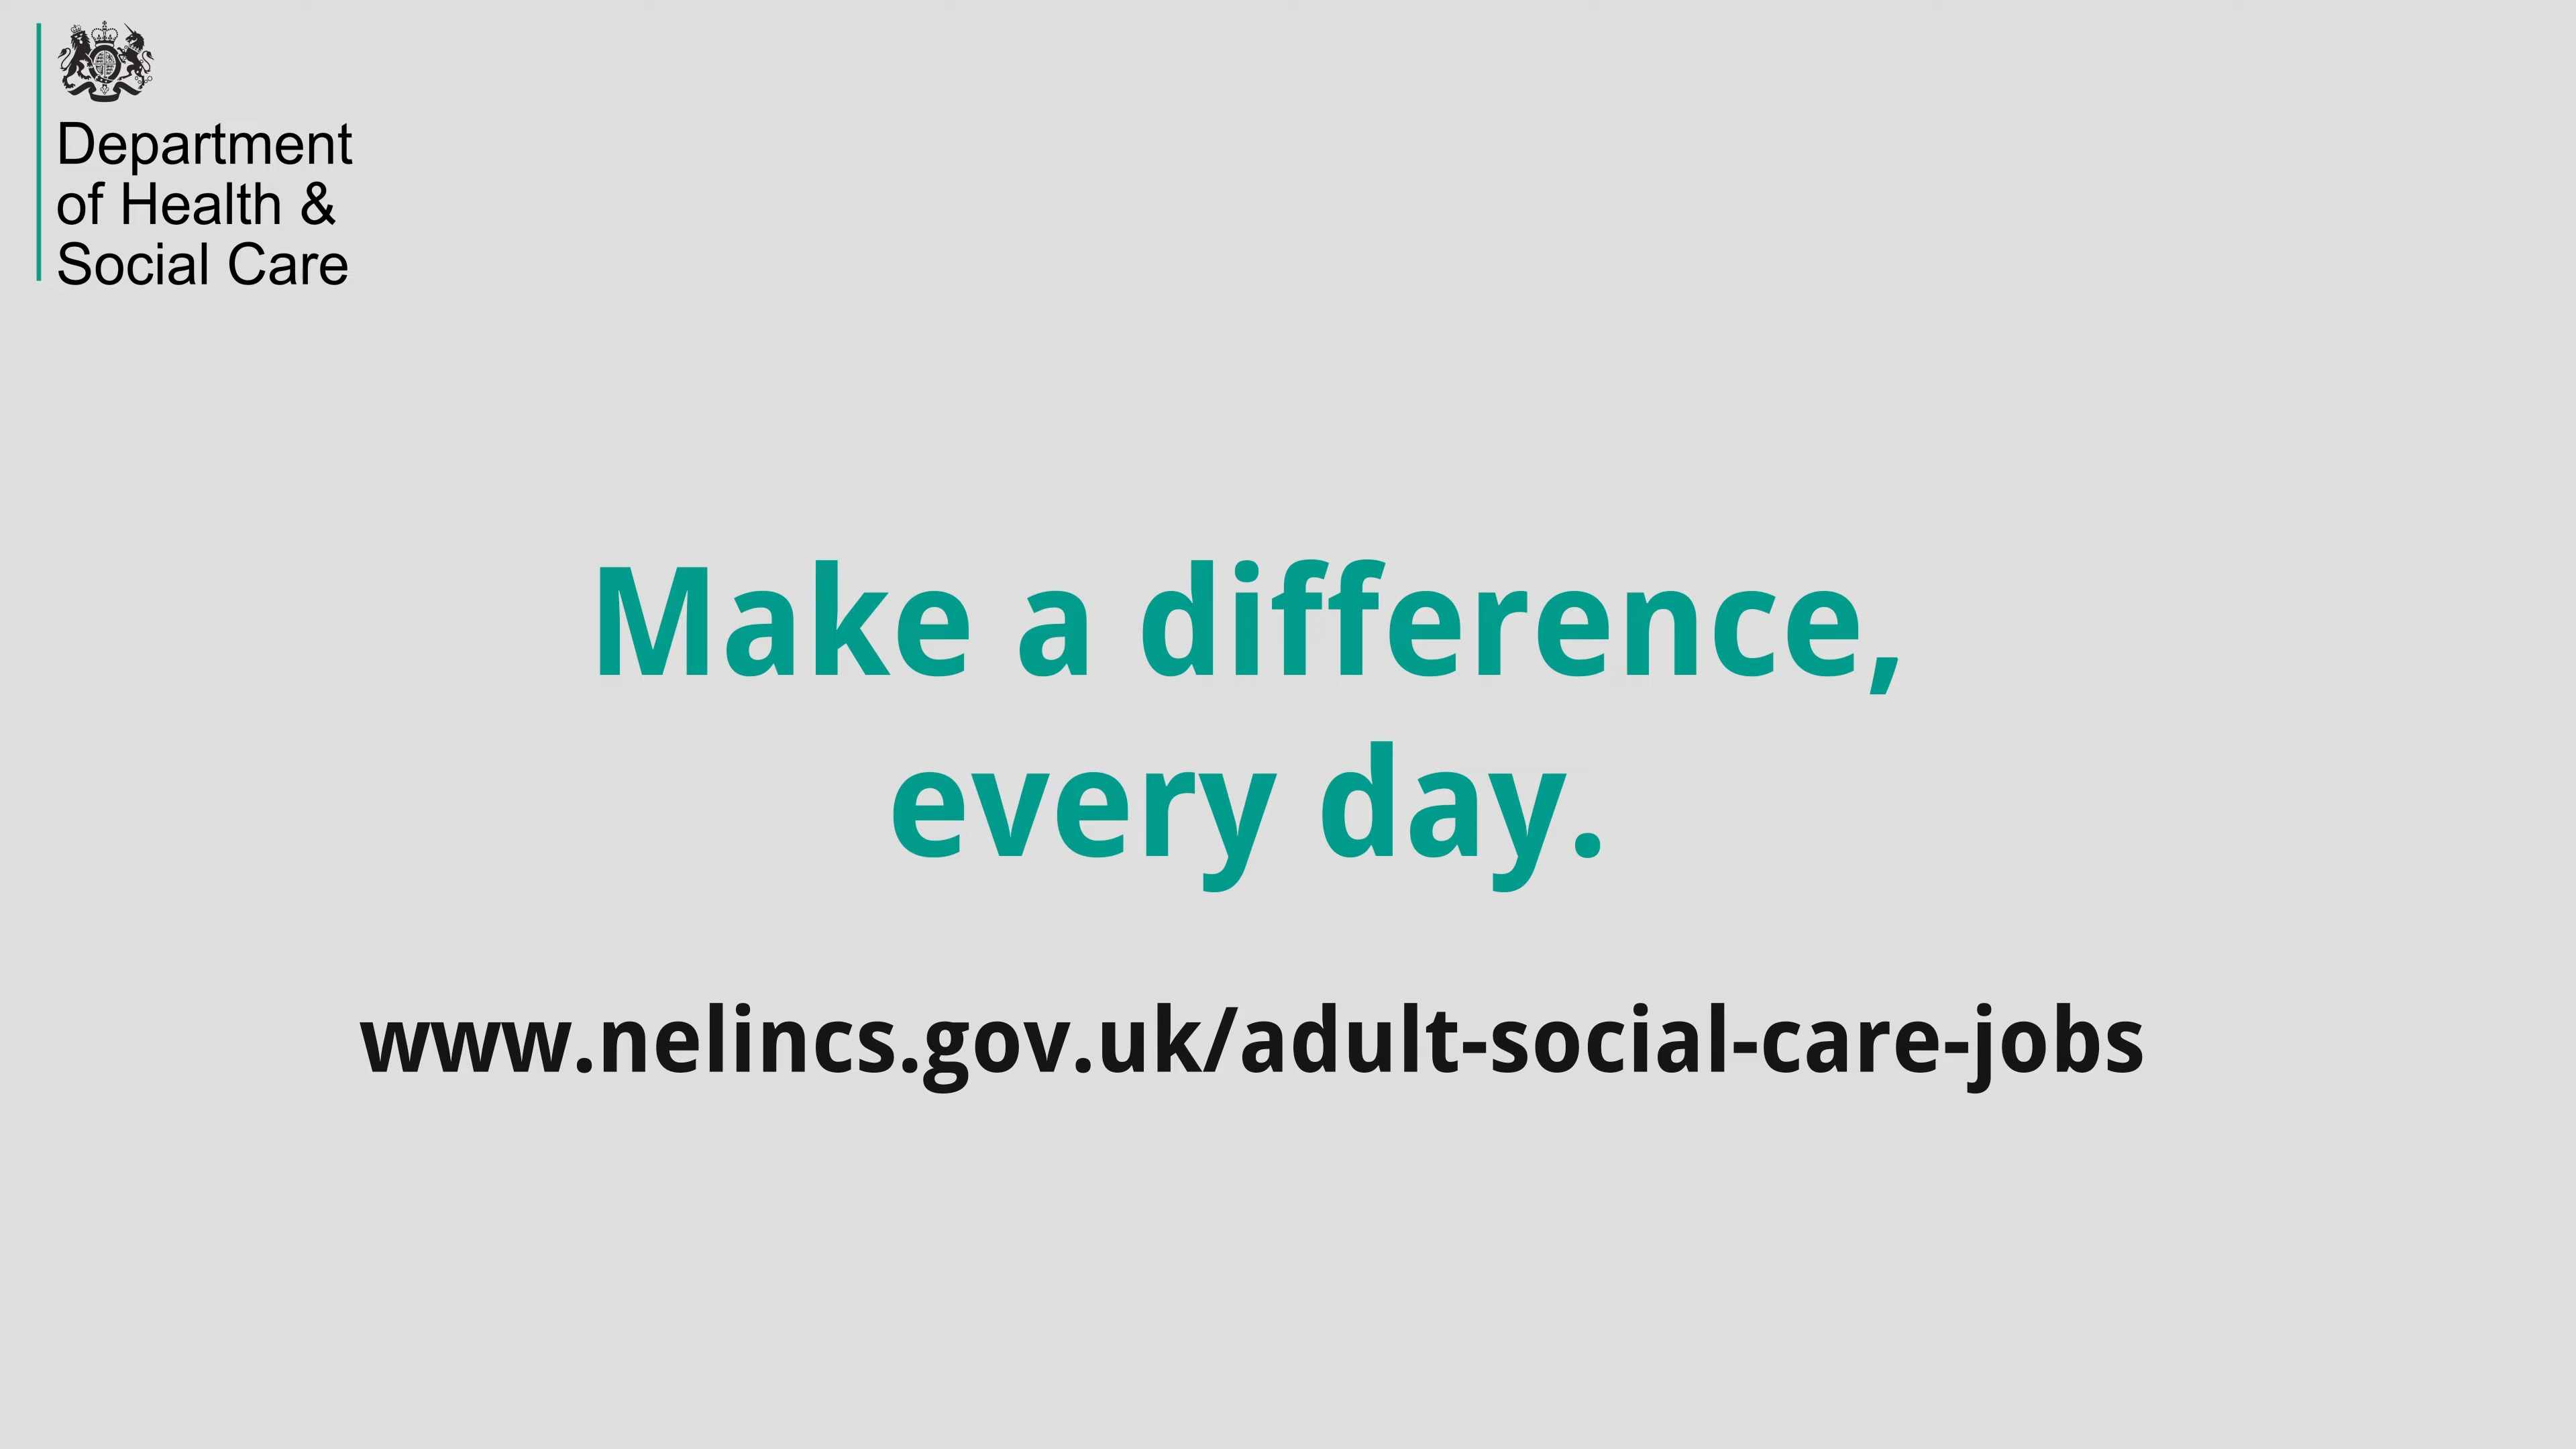 Department
of Health &
Social Care
Make a difference,
every day.
www.nelincs.gov.uk/adult-social-care-jobs